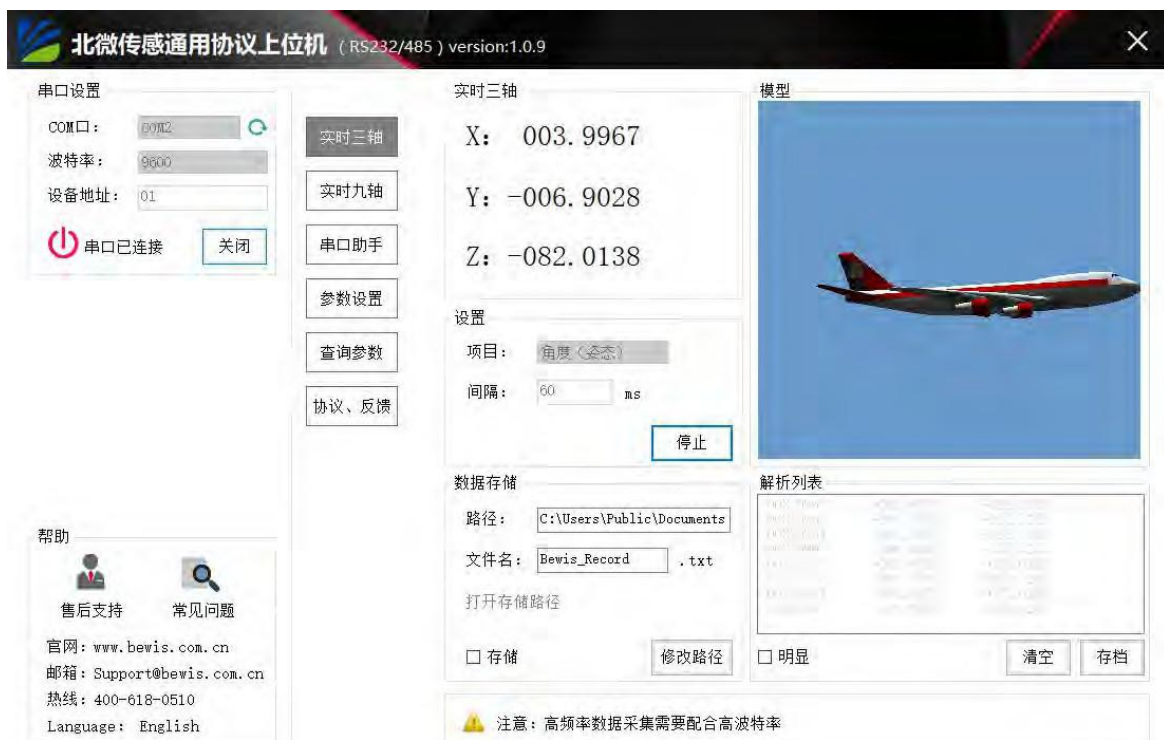 北微传感通用协议上位机 (RS232/485) version:1.0.9
串口设置
COM口: COM2
波特率: 9600
设备地址: 01
串口已连接 关闭
实时三轴
实时九轴
串口助手
参数设置
查询参数
协议、反馈
实时三轴
X: 003.9967
Y: -006.9028
Z: -082.0138
设置
项目: 角度(姿态)
间隔: 60 ms
停止
数据存储
路径: C:\Users\Public\Documents
文件名: Bewis_Record .txt
打开存储路径
存储 修改路径
模型
解析列表
明显 清空 存档
帮助
售后支持 常见问题
官网: www.bewis.com.cn
邮箱: Support@bewis.com.cn
热线: 400-618-0510
Language: English
注意: 高频率数据采集需要配合高波特率